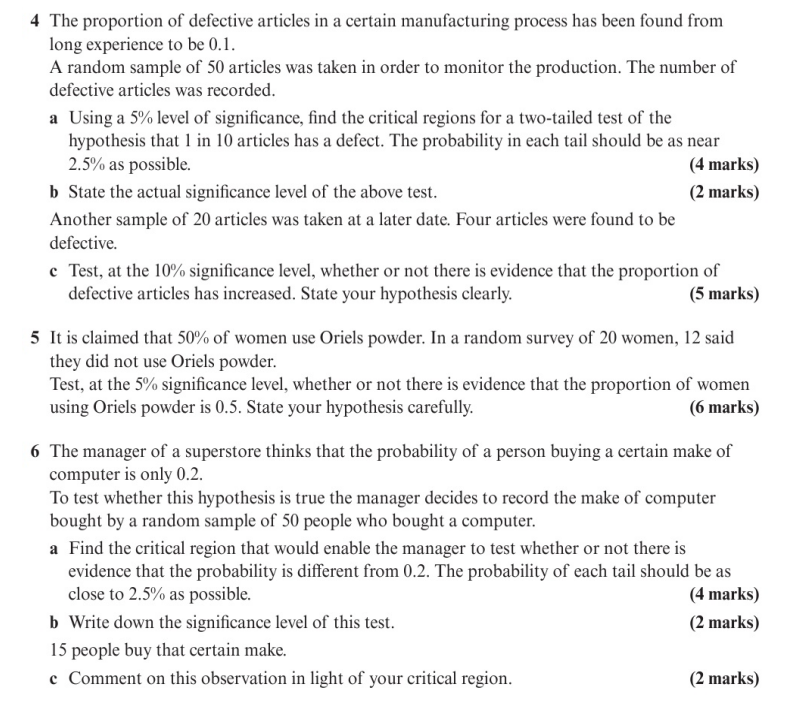 4 The proportion of defective articles in a certain manufacturing process has been found from
long experience to be 0.1.
A random sample of 50 articles was taken in order to monitor the production. The number of
defective articles was recorded.
a Using a 5% level of significance, find the critical regions for a two-tailed test of the
hypothesis that 1 in 10 articles has a defect. The probability in each tail should be as near
2.5% as possible. (4 marks)
b State the actual significance level of the above test. (2 marks)
Another sample of 20 articles was taken at a later date. Four articles were found to be
defective.
c Test, at the 10% significance level, whether or not there is evidence that the proportion of
defective articles has increased. State your hypothesis clearly. (5 marks)
5 It is claimed that 50% of women use Oriels powder. In a random survey of 20 women, 12 said
they did not use Oriels powder.
Test, at the 5% significance level, whether or not there is evidence that the proportion of women
using Oriels powder is 0.5. State your hypothesis carefully. (6 marks)
6 The manager of a superstore thinks that the probability of a person buying a certain make of
computer is only 0.2.
To test whether this hypothesis is true the manager decides to record the make of computer
bought by a random sample of 50 people who bought a computer.
a Find the critical region that would enable the manager to test whether or not there is
evidence that the probability is different from 0.2. The probability of each tail should be as
close to 2.5% as possible. (4 marks)
b Write down the significance level of this test. (2 marks)
15 people buy that certain make.
c Comment on this observation in light of your critical region. (2 marks)